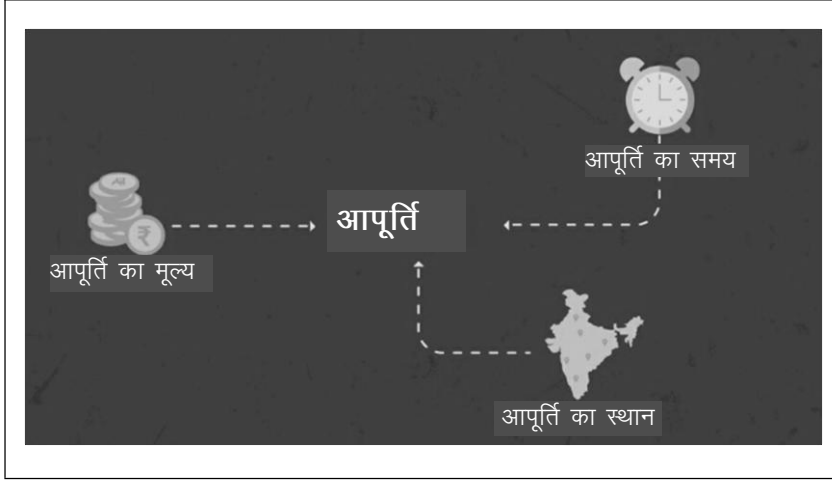 आपूर्ति का समय
आपूर्ति
आपूर्ति का मूल्य
आपूर्ति का स्थान